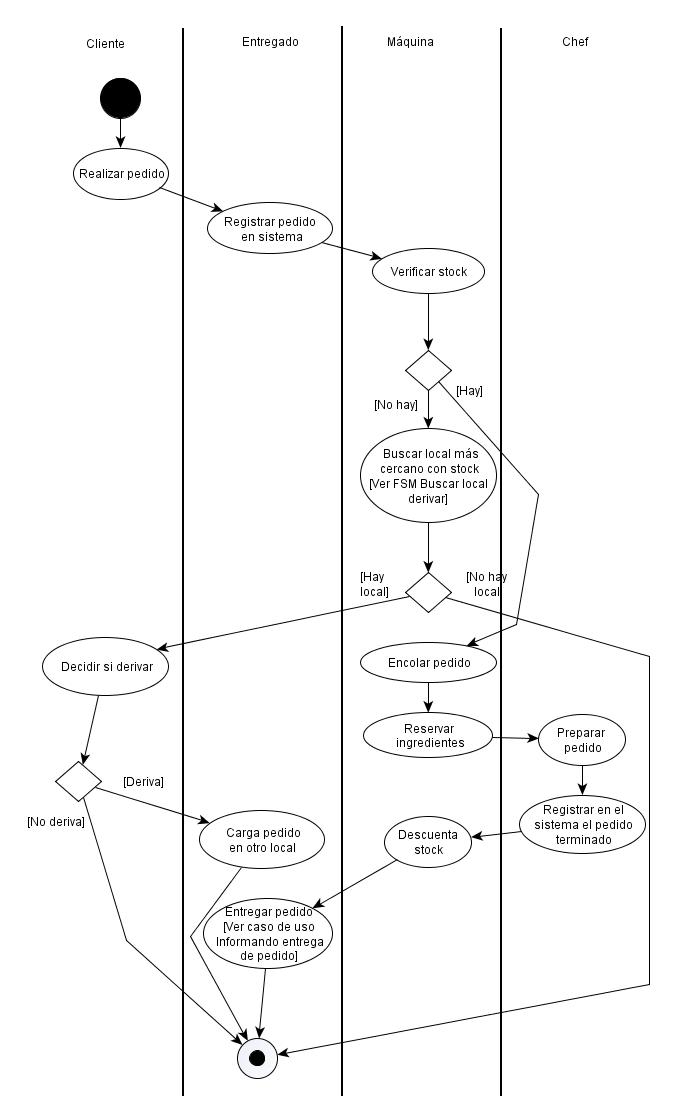 Cliente
Entregado
Máquina
Chef
Realizar pedido
Registrar pedido
en sistema
Verificar stock
[Hay]
[No hay]
Buscar local más
cercano con stock
[Ver FSM Buscar local
derivar]
[Hay
local]
[No hay
local
Decidir si derivar
Encolar pedido
Reservar
ingredientes
Preparar
pedido
[Deriva]
[No deriva]
Carga pedido
en otro local
Descuenta
stock
Registrar en el
sistema el pedido
terminado
Entregar pedido
[Ver caso de uso
Informando entrega
de pedido]